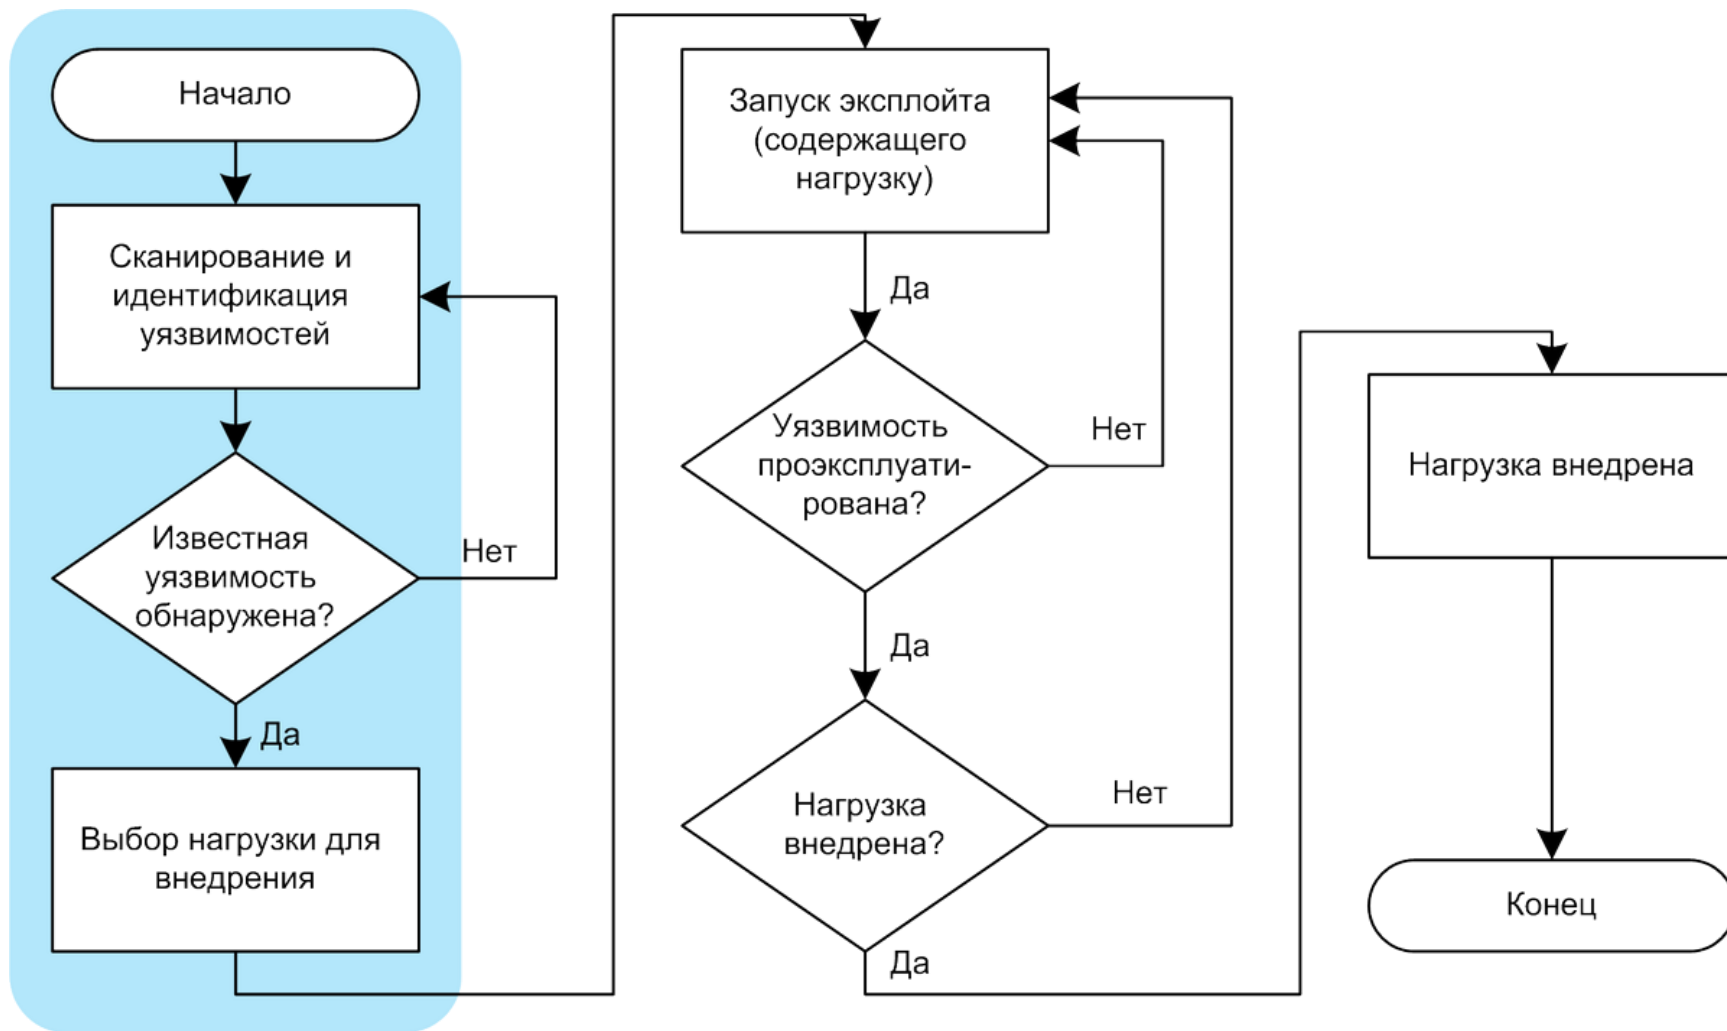 Начало
Сканирование и
идентификация
уязвимостей
Известная
уязвимость
обнаружена?
Нет
Да
Выбор нагрузки для
внедрения
Запуск эксплойта
(содержащего
нагрузку)
Да
Уязвимость
проэксплуати-
рована?
Нет
Да
Нагрузка
внедрена?
Нет
Да
Нагрузка внедрена
Конец